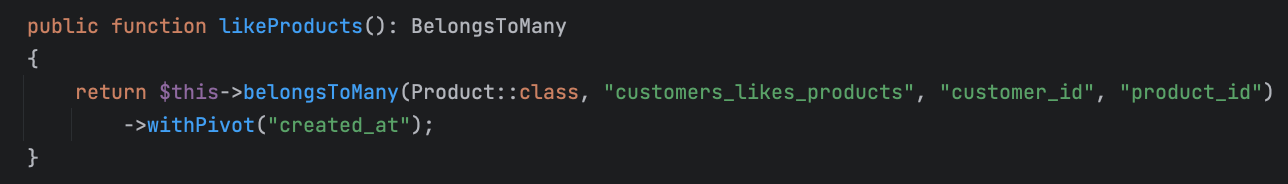 public function likeProducts(): BelongsToMany
{
    return $this->belongsToMany(Product::class, "customers_likes_products", "customer_id", "product_id")
        ->withPivot("created_at");
}